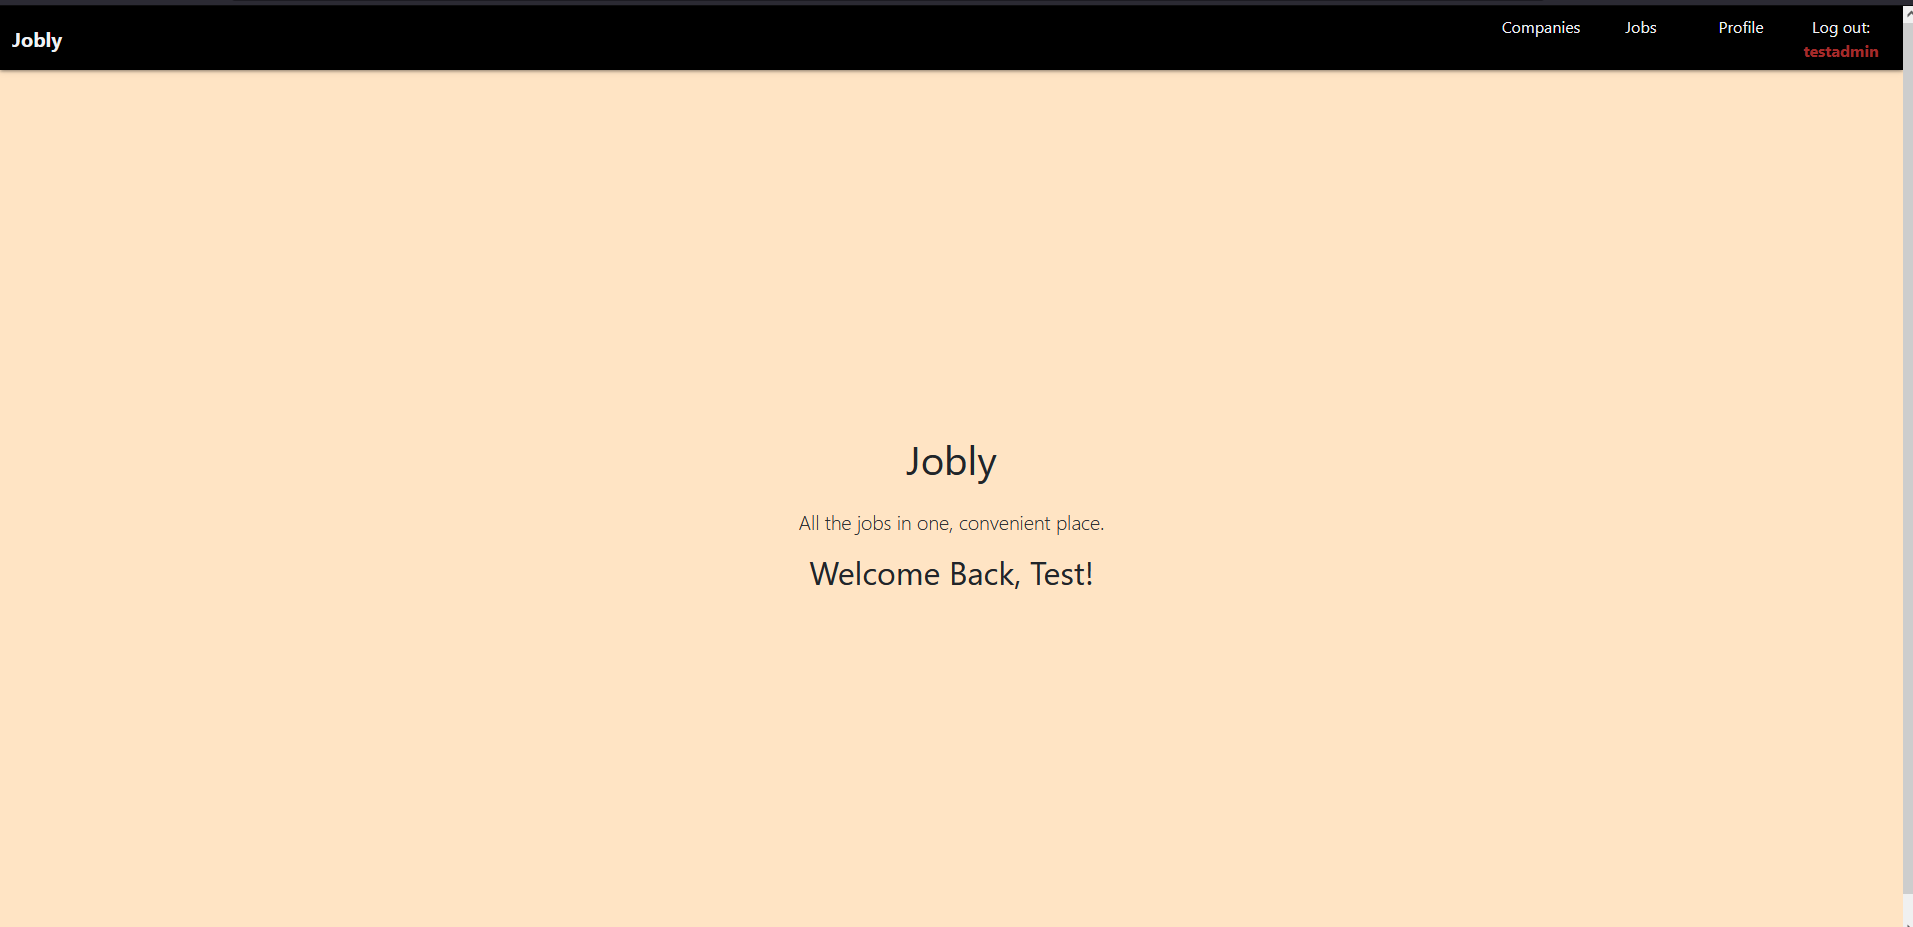 Jobly
Companies Jobs Profile Log out:
testadmin
Jobly
All the jobs in one, convenient place.
Welcome Back, Test!